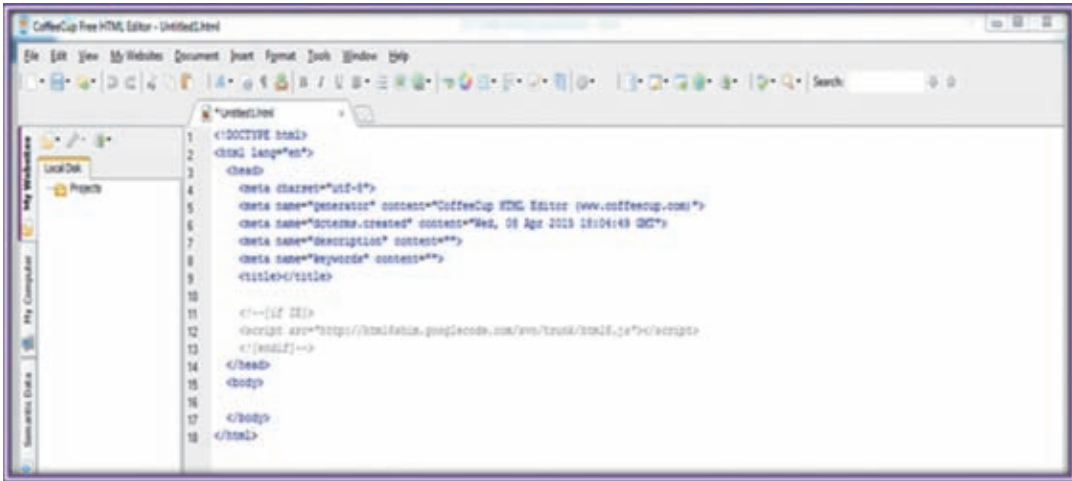 CoffeeCup Free HTML Editor - Untitled1.html
File Edit View My Websites Document Insert Format Tools Window Help
Search:
*Untitled1.html
My Websites
Local Disk
Projects
My Computer
Semantic Data
1 <!DOCTYPE html>
2 <html lang="en">
3 <head>
4 <meta charset="utf-8">
5 <meta name="generator" content="CoffeeCup HTML Editor (www.coffeecup.com)">
6 <meta name="dcterms.created" content="Wed, 08 Apr 2015 18:04:49 GMT">
7 <meta name="description" content="">
8 <meta name="keywords" content="">
9 <title></title>
10
11 <!--[if IE]>
12 <script src="http://html5shim.googlecode.com/svn/trunk/html5.js"></script>
13 <![endif]-->
14 </head>
15 <body>
16
17 </body>
18 </html>